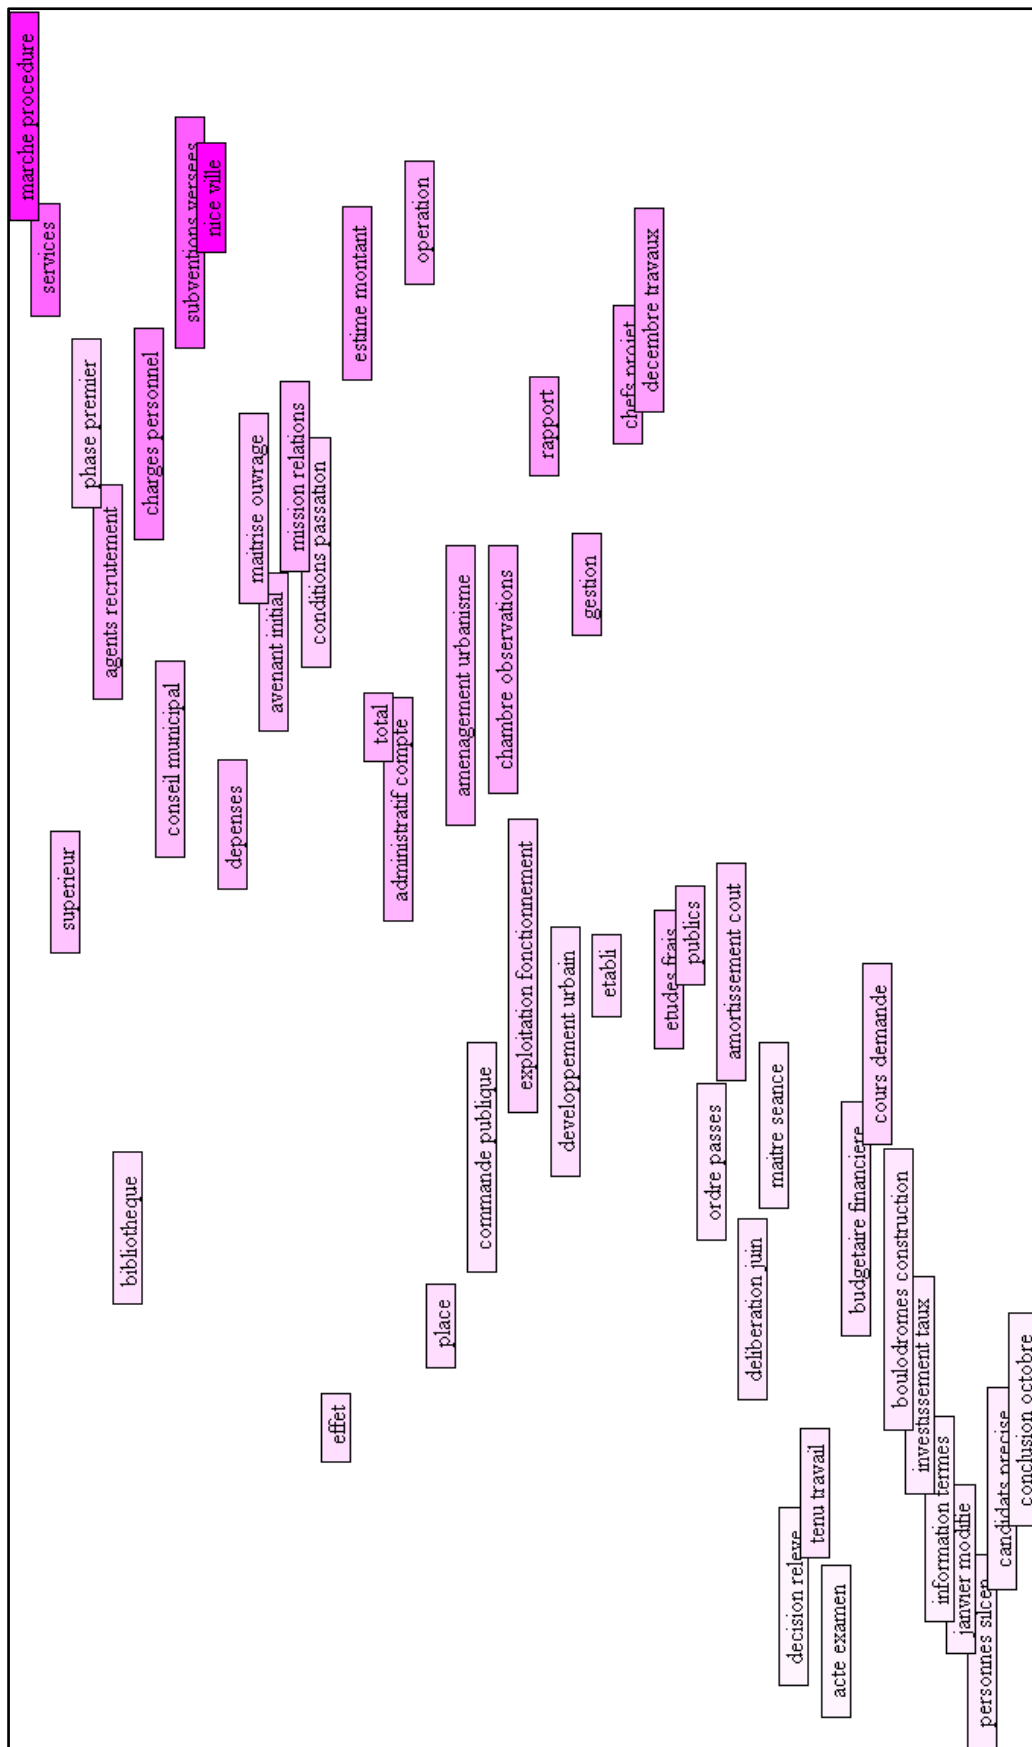 marche procedure
services
superieur
phase premier
agents recrutement
bibliotheque
charges personnel
conseil municipal
subventions versees
nice ville
depenses
maitrise ouvrage
avenant initial
mission relations
conditions passation
effet
estime montant
total
administratif compte
operation
place
amenagement urbanisme
commande publique
chambre observations
exploitation fonctionnement
rapport
developpement urbain
gestion
etabli
chefs projet
decembre travaux
etudes frais
publics
ordre passes
amortissement cout
deliberation juin
maitre seance
decision releve
tenu travail
acte examen
budgetaire financiere
cours demande
boulodromes construction
investissement taux
information termes
janvier modifie
personnes
candidats precise
conclusion octobre